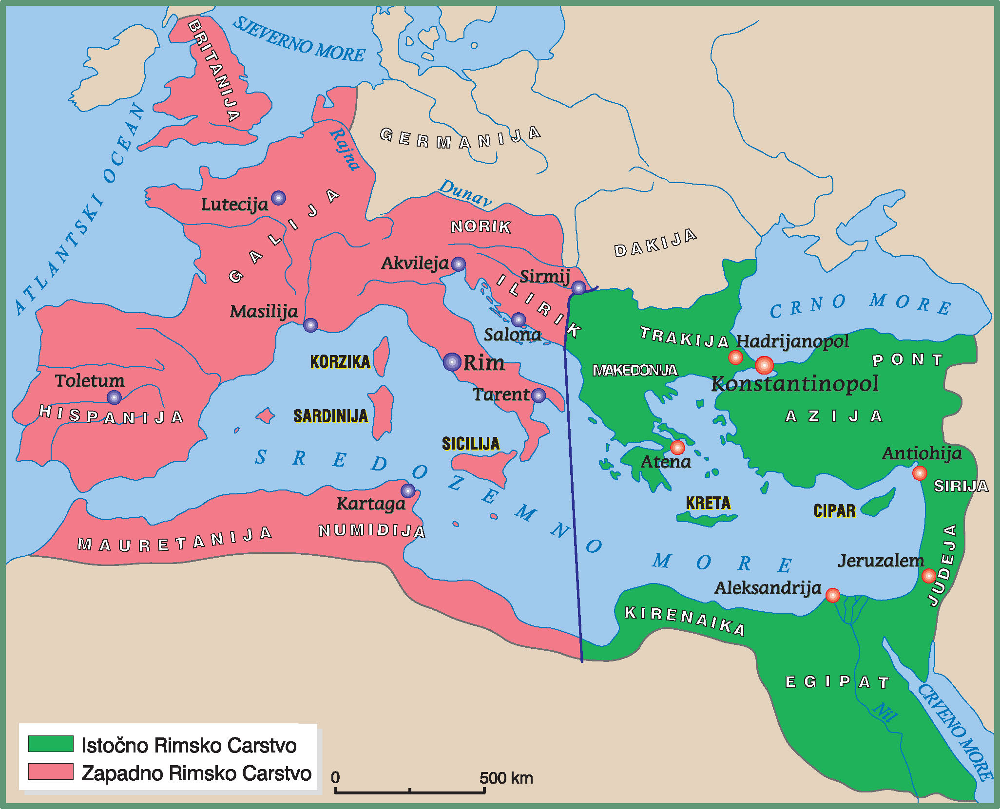 BRITANIJA
SJEVERNO MORE
ATLANTSKI OCEAN
GERMANIJA
Rajna
Dunav
Lutecija
GALIJA
NORIK
DAKIJA
Akvileja
Sirmij
ILIRIK
Masilija
Salona
CRNO MORE
TRAKIJA
Hadrijanopol
KORZIKA
Rim
MAKEDONIJA
PONT
Konstantinopol
Toletum
Tarent
HISPANIJA
SARDINIJA
AZIJA
SICILIJA
Atena
Antiohija
SIRIJA
SREDOZEMNO MORE
Kartaga
KRETA
CIPAR
MAURETANIJA
NUMIDIJA
JUDEJA
Jeruzalem
Aleksandrija
KIRENAIKA
EGIPAT
Nil
CRVENO MORE
Istočno Rimsko Carstvo
Zapadno Rimsko Carstvo
0 500 km